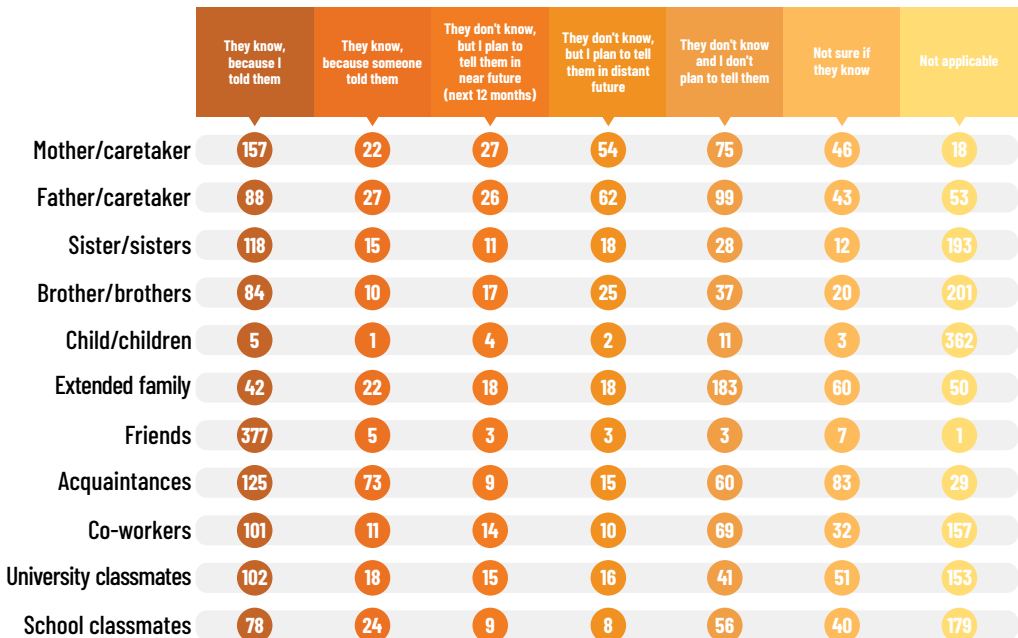 They know,
because I
told them
They know,
because someone
told them
They don't know,
but I plan to
tell them in
near future
(next 12 months)
They don't know,
but I plan to tell
them in distant
future
They don't know
and I don't
plan to tell them
Not sure if
they know
Not applicable
Mother/caretaker 157 22 27 54 75 46 18
Father/caretaker 88 27 26 62 99 43 53
Sister/sisters 118 15 11 18 28 12 193
Brother/brothers 84 10 17 25 37 20 201
Child/children 5 1 4 2 11 3 362
Extended family 42 22 18 18 183 60 50
Friends 377 5 3 3 3 7 1
Acquaintances 125 73 9 15 60 83 29
Co-workers 101 11 14 10 69 32 157
University classmates 102 18 15 16 41 51 153
School classmates 78 24 9 8 56 40 179